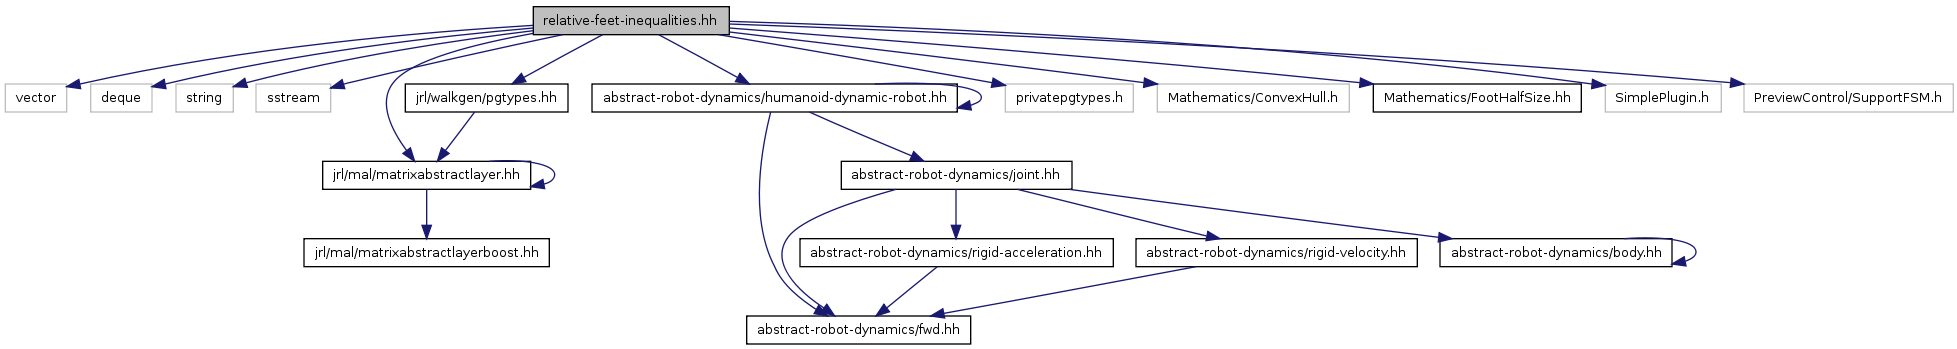 relative-feet-inequalities.hh
vector
deque
string
sstream
jrl/walkgen/pgtypes.hh
abstract-robot-dynamics/humanoid-dynamic-robot.hh
privatepgtypes.h
Mathematics/ConvexHull.h
Mathematics/FootHalfSize.hh
SimplePlugin.h
PreviewControl/SupportFSM.h
jrl/mal/matrixabstractlayer.hh
abstract-robot-dynamics/joint.hh
jrl/mal/matrixabstractlayerboost.hh
abstract-robot-dynamics/rigid-acceleration.hh
abstract-robot-dynamics/rigid-velocity.hh
abstract-robot-dynamics/body.hh
abstract-robot-dynamics/fwd.hh